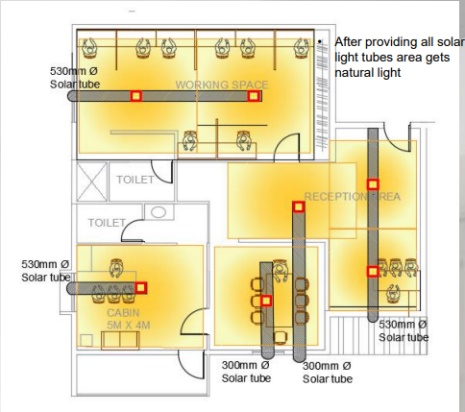 • After providing all solar
light tubes area gets
natural light
530mm Ø
Solar tube
WORKING SPACE
TOILET
RECEPTION AREA
TOILET
530mm Ø
Solar tube
CABIN
5M X 4M
530mm Ø
Solar tube
300mm Ø
Solar tube
300mm Ø
Solar tube